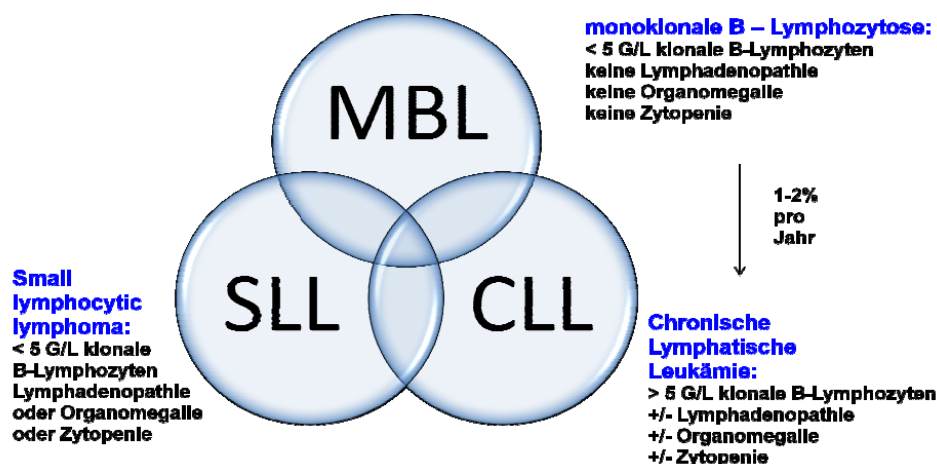 monoklonale B – Lymphozytose:
< 5 G/L klonale B-Lymphozyten
keine Lymphadenopathie
keine Organomegalie
keine Zytopenie
MBL
1-2%
pro
Jahr
SLL
CLL
Small
lymphocytic
lymphoma:
< 5 G/L klonale
B-Lymphozyten
Lymphadenopathie
oder Organomegalie
oder Zytopenie
Chronische
Lymphatische
Leukämie:
> 5 G/L klonale B-Lymphozyten
+/- Lymphadenopathie
+/- Organomegalie
+/- Zytopenie